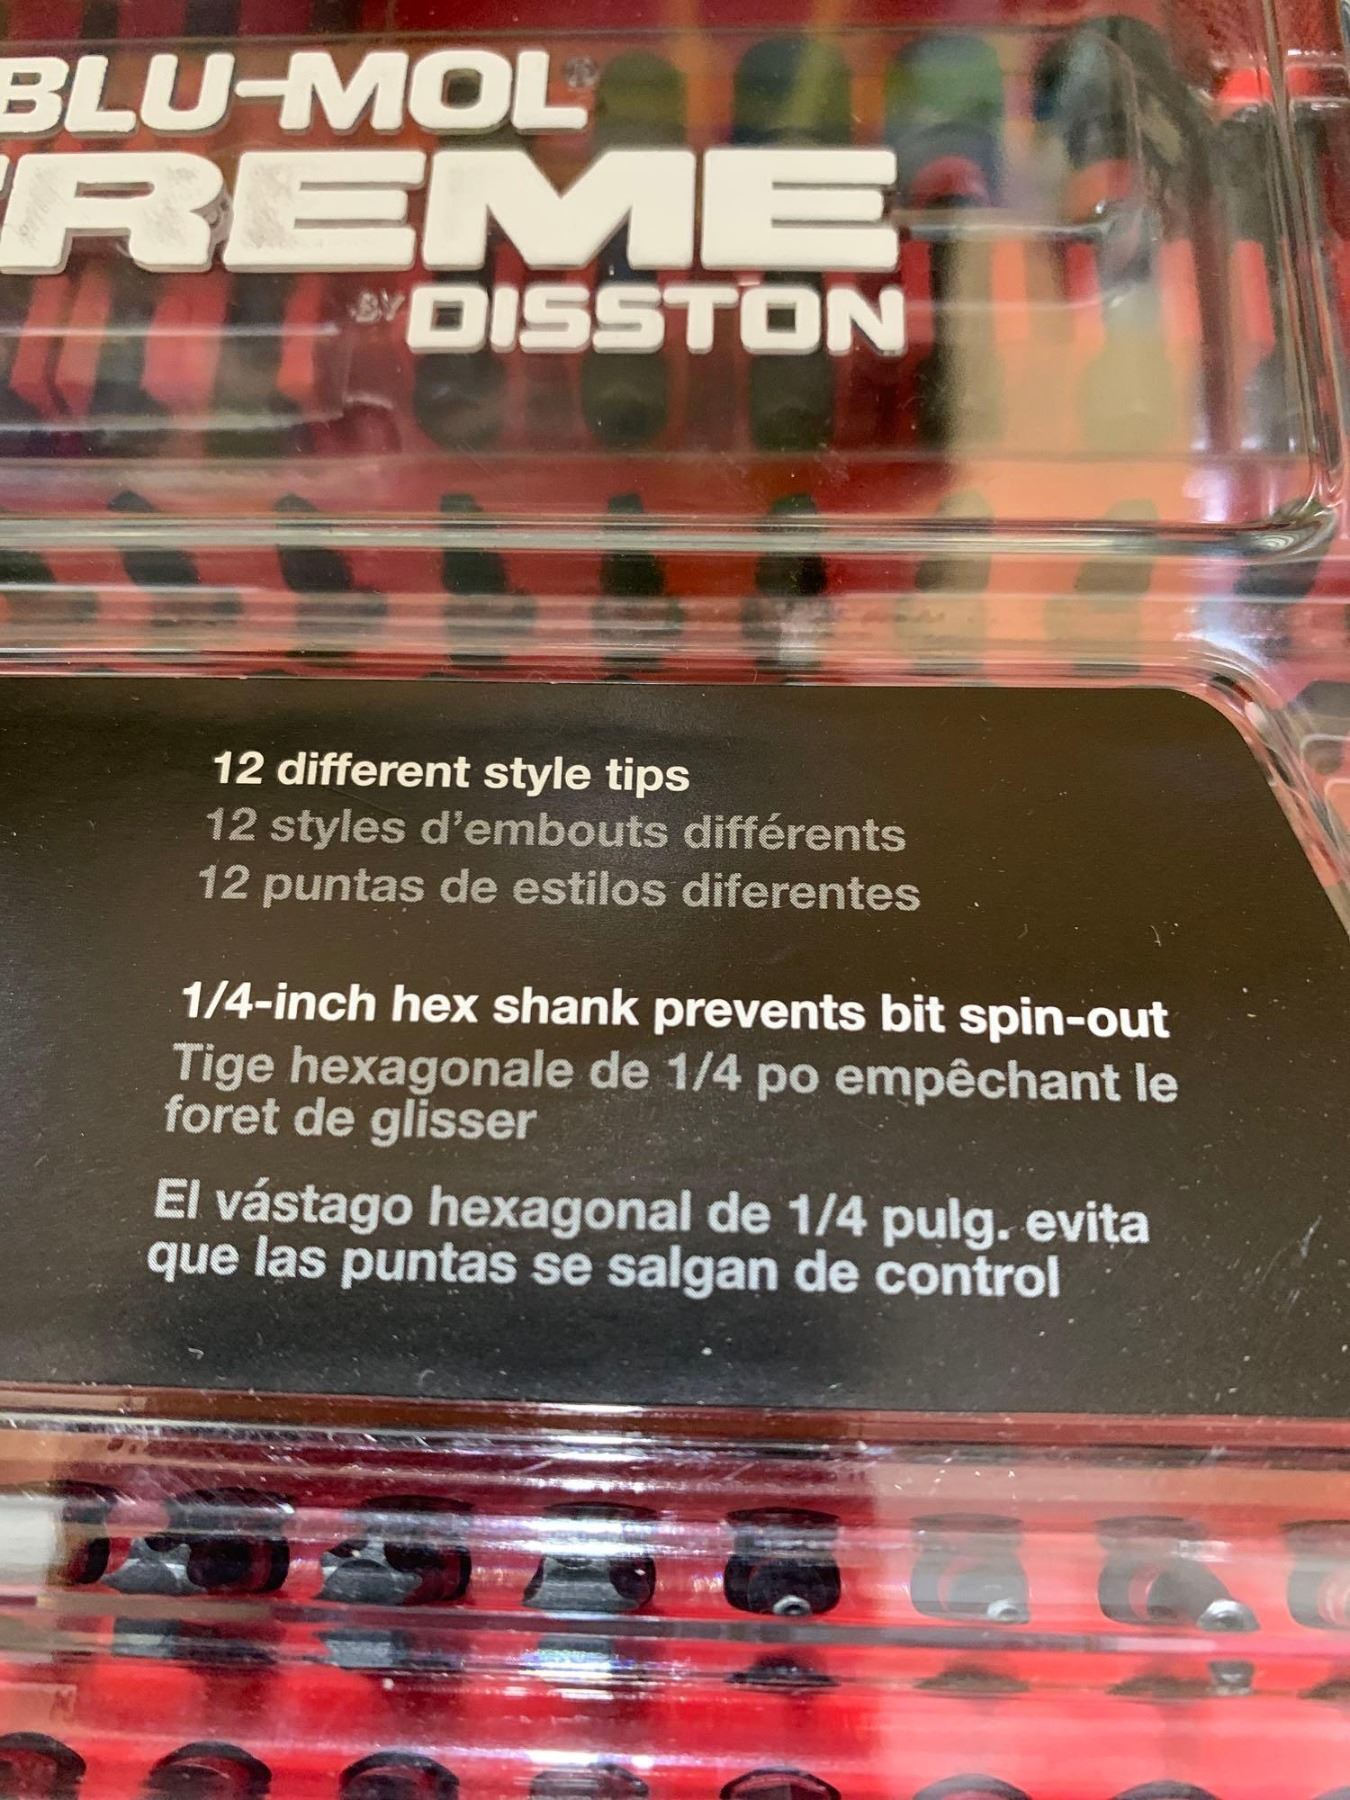 BLU-MOL®
TREME
BY DISSTON
12 different style tips
12 styles d'embouts différents
12 puntas de estilos diferentes
1/4-inch hex shank prevents bit spin-out
Tige hexagonale de 1/4 po empêchant le
foret de glisser
El vástago hexagonal de 1/4 pulg. evita
que las puntas se salgan de control